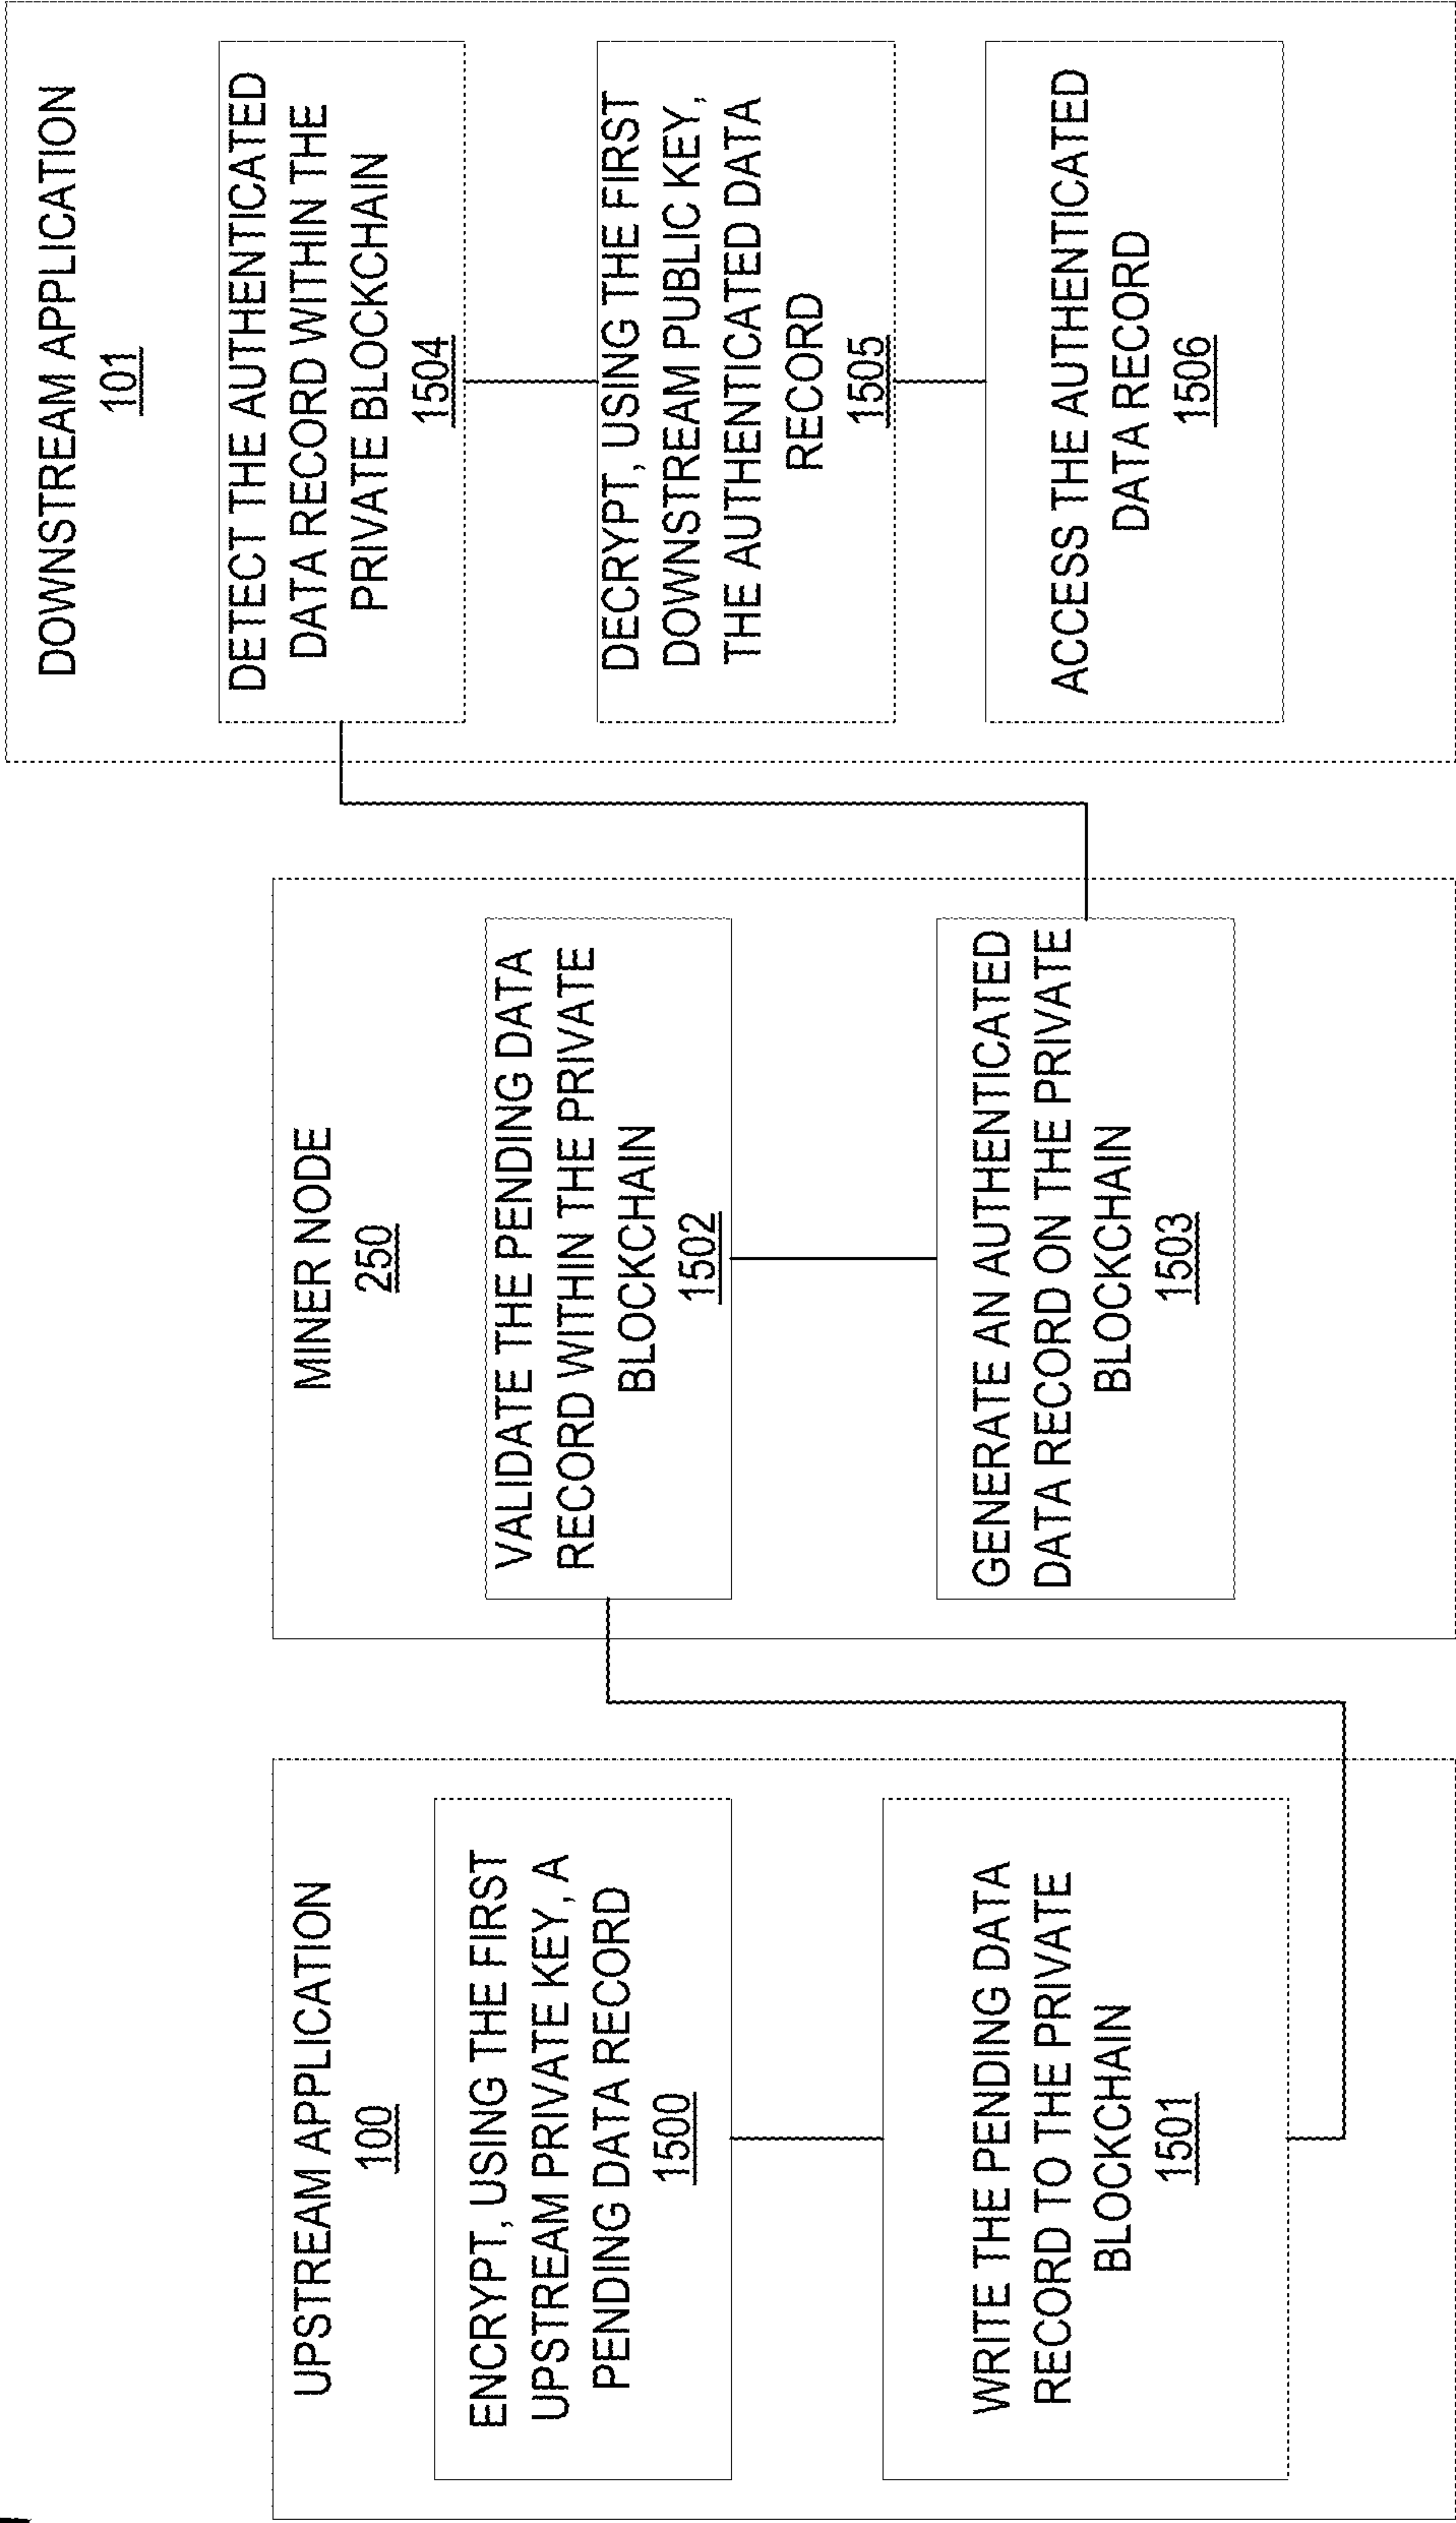 UPSTREAM APPLICATION
100
ENCRYPT, USING THE FIRST
UPSTREAM PRIVATE KEY, A
PENDING DATA RECORD
1500
WRITE THE PENDING DATA
RECORD TO THE PRIVATE
BLOCKCHAIN
1501
MINER NODE
250
VALIDATE THE PENDING DATA
RECORD WITHIN THE PRIVATE
BLOCKCHAIN
1502
GENERATE AN AUTHENTICATED
DATA RECORD ON THE PRIVATE
BLOCKCHAIN
1503
DOWNSTREAM APPLICATION
101
DETECT THE AUTHENTICATED
DATA RECORD WITHIN THE
PRIVATE BLOCKCHAIN
1504
DECRYPT, USING THE FIRST
DOWNSTREAM PUBLIC KEY,
THE AUTHENTICATED DATA
RECORD
1505
ACCESS THE AUTHENTICATED
DATA RECORD
1506